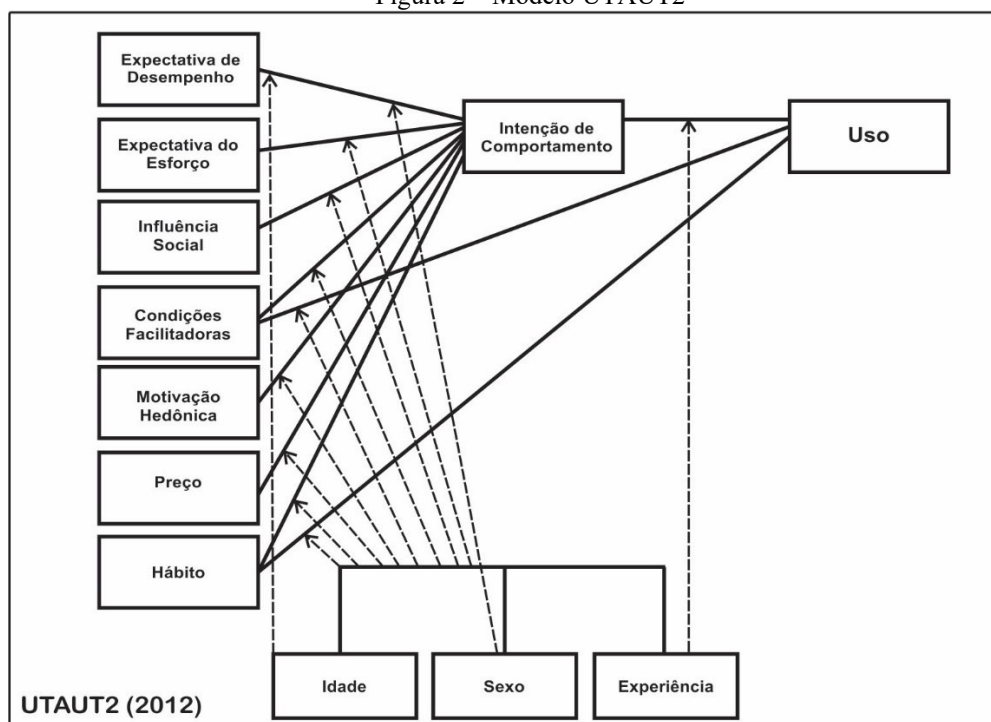 Figura 2 – Modelo UTAUT2
Expectativa de
Desempenho
Expectativa do
Esforço
Influência
Social
Condições
Facilitadoras
Motivação
Hedônica
Preço
Hábito
Intenção de
Comportamento
Uso
Idade
Sexo
Experiência
UTAUT2 (2012)